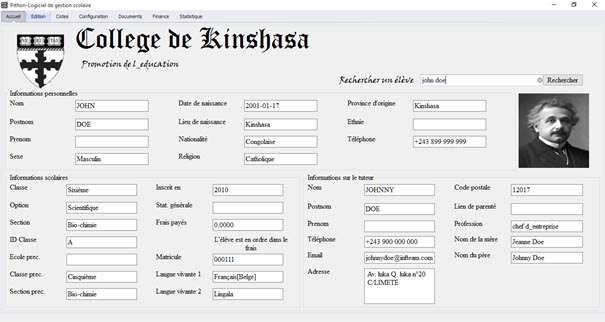 Pithon-Logiciel de gestion scolaire
Accueil Edition Cotes Configuration Documents Finance Statistique
College de Kinshasa
Promotion de l_education
Rechercher un élève john doe Rechercher
Informations personnelles
Nom JOHN Date de naissance 2001-01-17 Province d'origine Kinshasa
Postnom DOE Lieu de naissance Kinshasa Ethnie
Prenom Nationalité Congolaise Téléphone +243 899 999 999
Sexe Masculin Religion Catholique
Informations scolaires Informations sur le tuteur
Classe Sixième Inscrit en 2010 Nom JOHNNY Code postale 12017
Option Scientifique Stat. générale Postnom DOE Lien de parenté
Section Bio-chimie Frais payés 0,0000 Prenom Profession chef d_entreprise
ID Classe A L'élève est en ordre dans le frais Téléphone +243 900 000 000 Nom de la mère Jeanne Doe
Ecole prec. Matricule 000111 Email johnnydoe@infteam.com Nom du père Johnny Doe
Classe prec. Cinquième Langue vivante 1 Français[Belge] Adresse Av. luka Q. luka n°20
Section prec. Bio-chimie Langue vivante 2 Lingala C/LIMETE